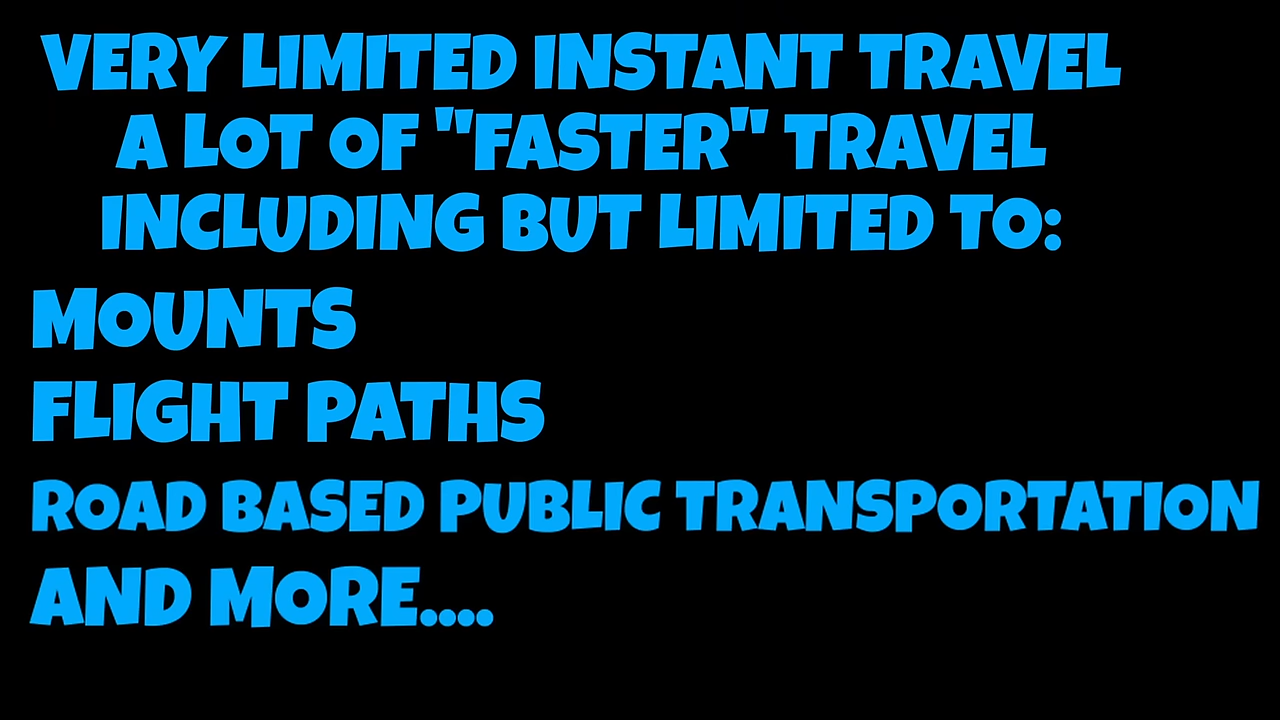 VERY LIMITED INSTANT TRAVEL
A LOT OF "FASTER" TRAVEL
INCLUDING BUT LIMITED TO:
MOUNTS
FLIGHT PATHS
ROAD BASED PUBLIC TRANSPORTATION
AND MORE....